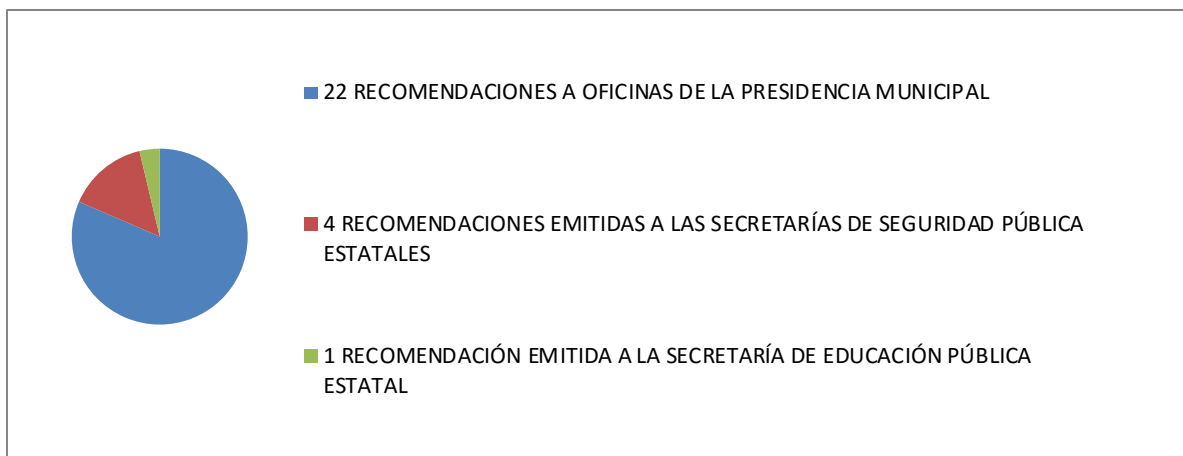 22 RECOMENDACIONES A OFICINAS DE LA PRESIDENCIA MUNICIPAL
4 RECOMENDACIONES EMITIDAS A LAS SECRETARÍAS DE SEGURIDAD PÚBLICA
ESTATALES
1 RECOMENDACIÓN EMITIDA A LA SECRETARÍA DE EDUCACIÓN PÚBLICA
ESTATAL